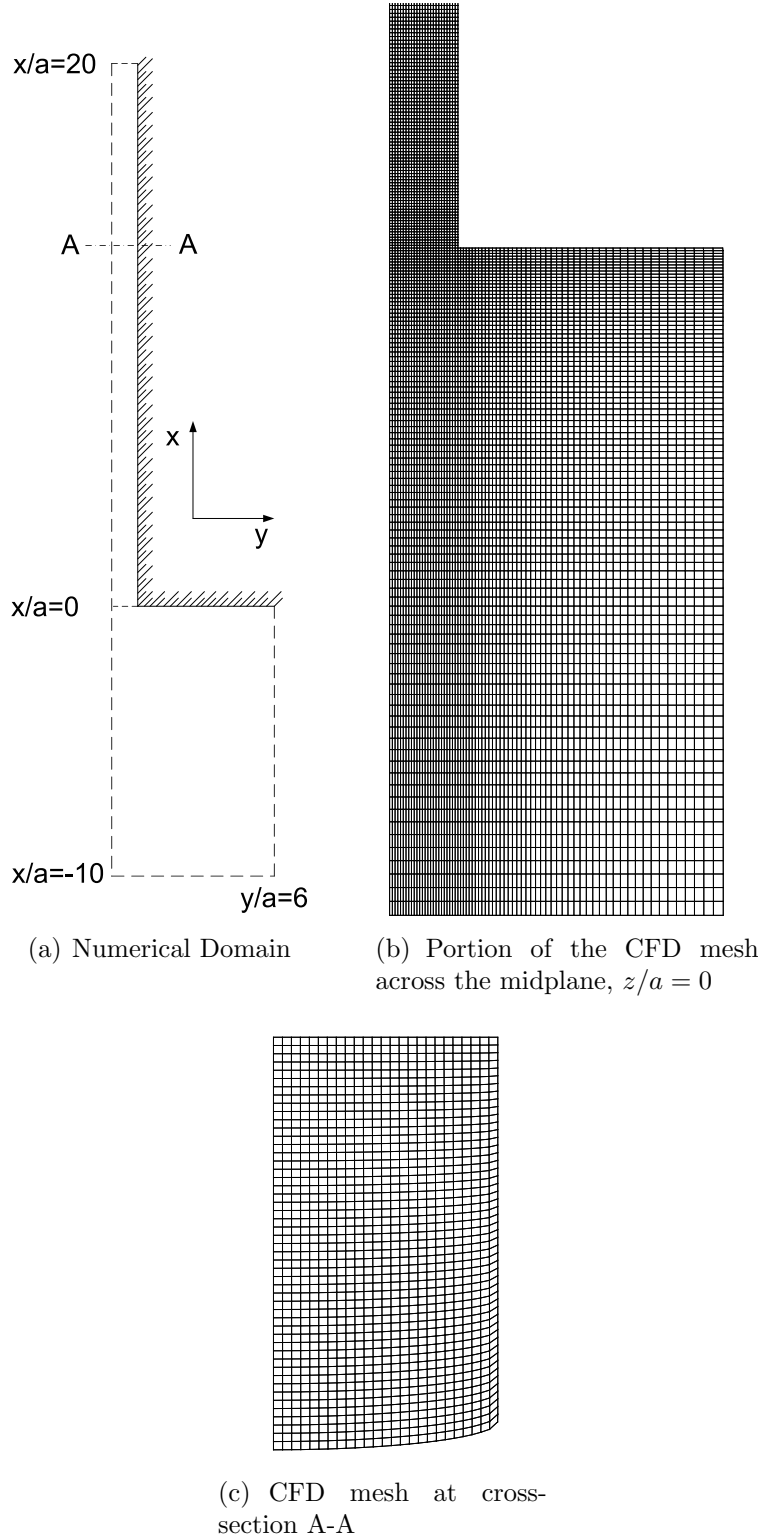 x/a=20
A A
x
y
x/a=0
x/a=-10
y/a=6
(a) Numerical Domain
(b) Portion of the CFD mesh
across the midplane, z/a = 0
(c) CFD mesh at cross-
section A-A